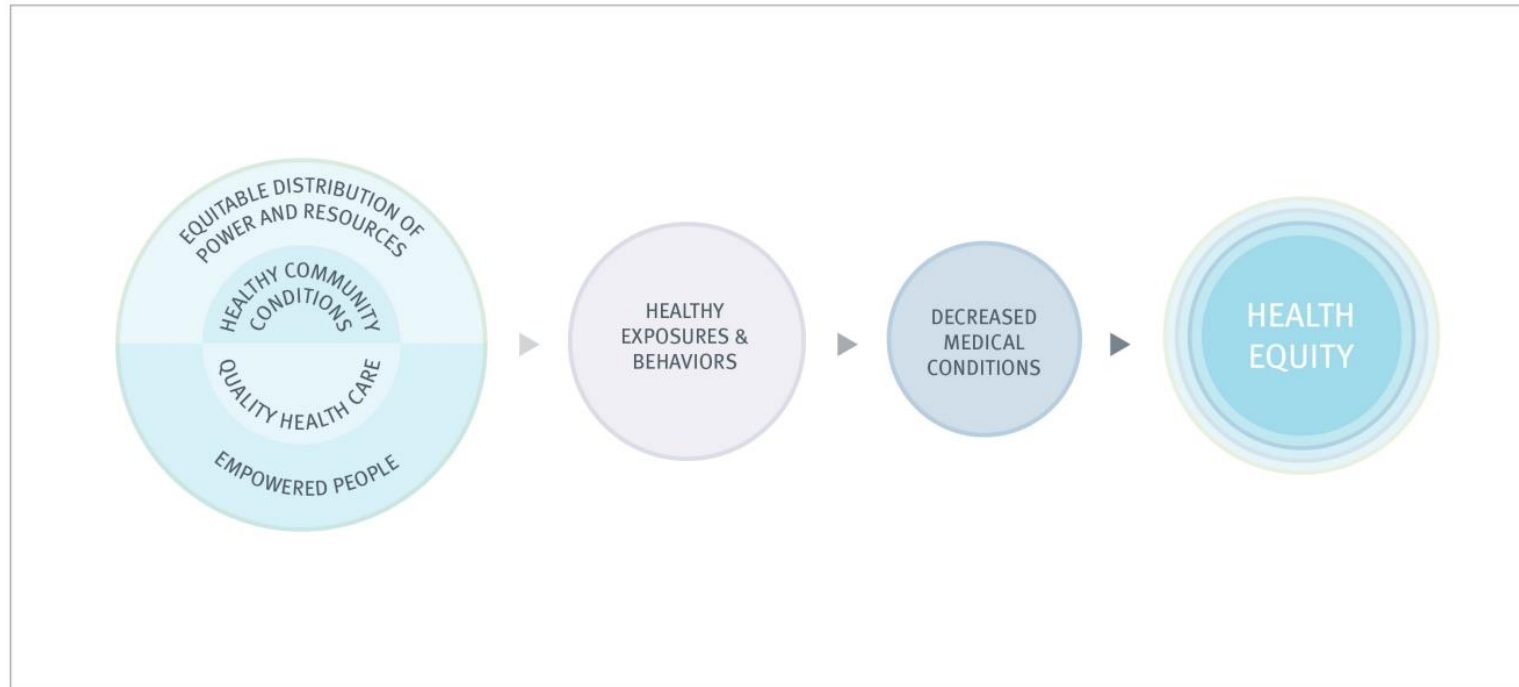 EQUITABLE DISTRIBUTION OF
POWER AND RESOURCES
HEALTHY COMMUNITY
CONDITIONS
QUALITY HEALTH CARE
EMPOWERED PEOPLE
HEALTHY
EXPOSURES &
BEHAVIORS
DECREASED
MEDICAL
CONDITIONS
HEALTH
EQUITY